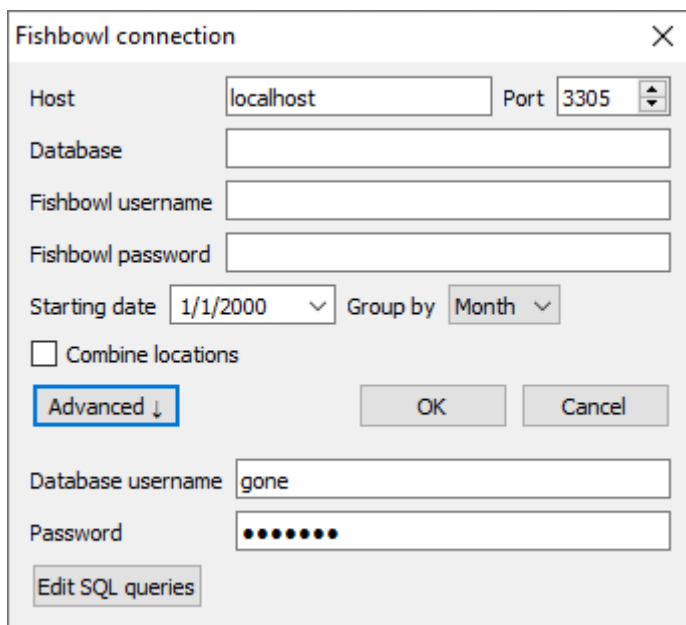 Fishbowl connection
Host localhost Port 3305
Database
Fishbowl username
Fishbowl password
Starting date 1/1/2000 Group by Month
Combine locations
Advanced ↓ OK Cancel
Database username gone
Password •••••••
Edit SQL queries